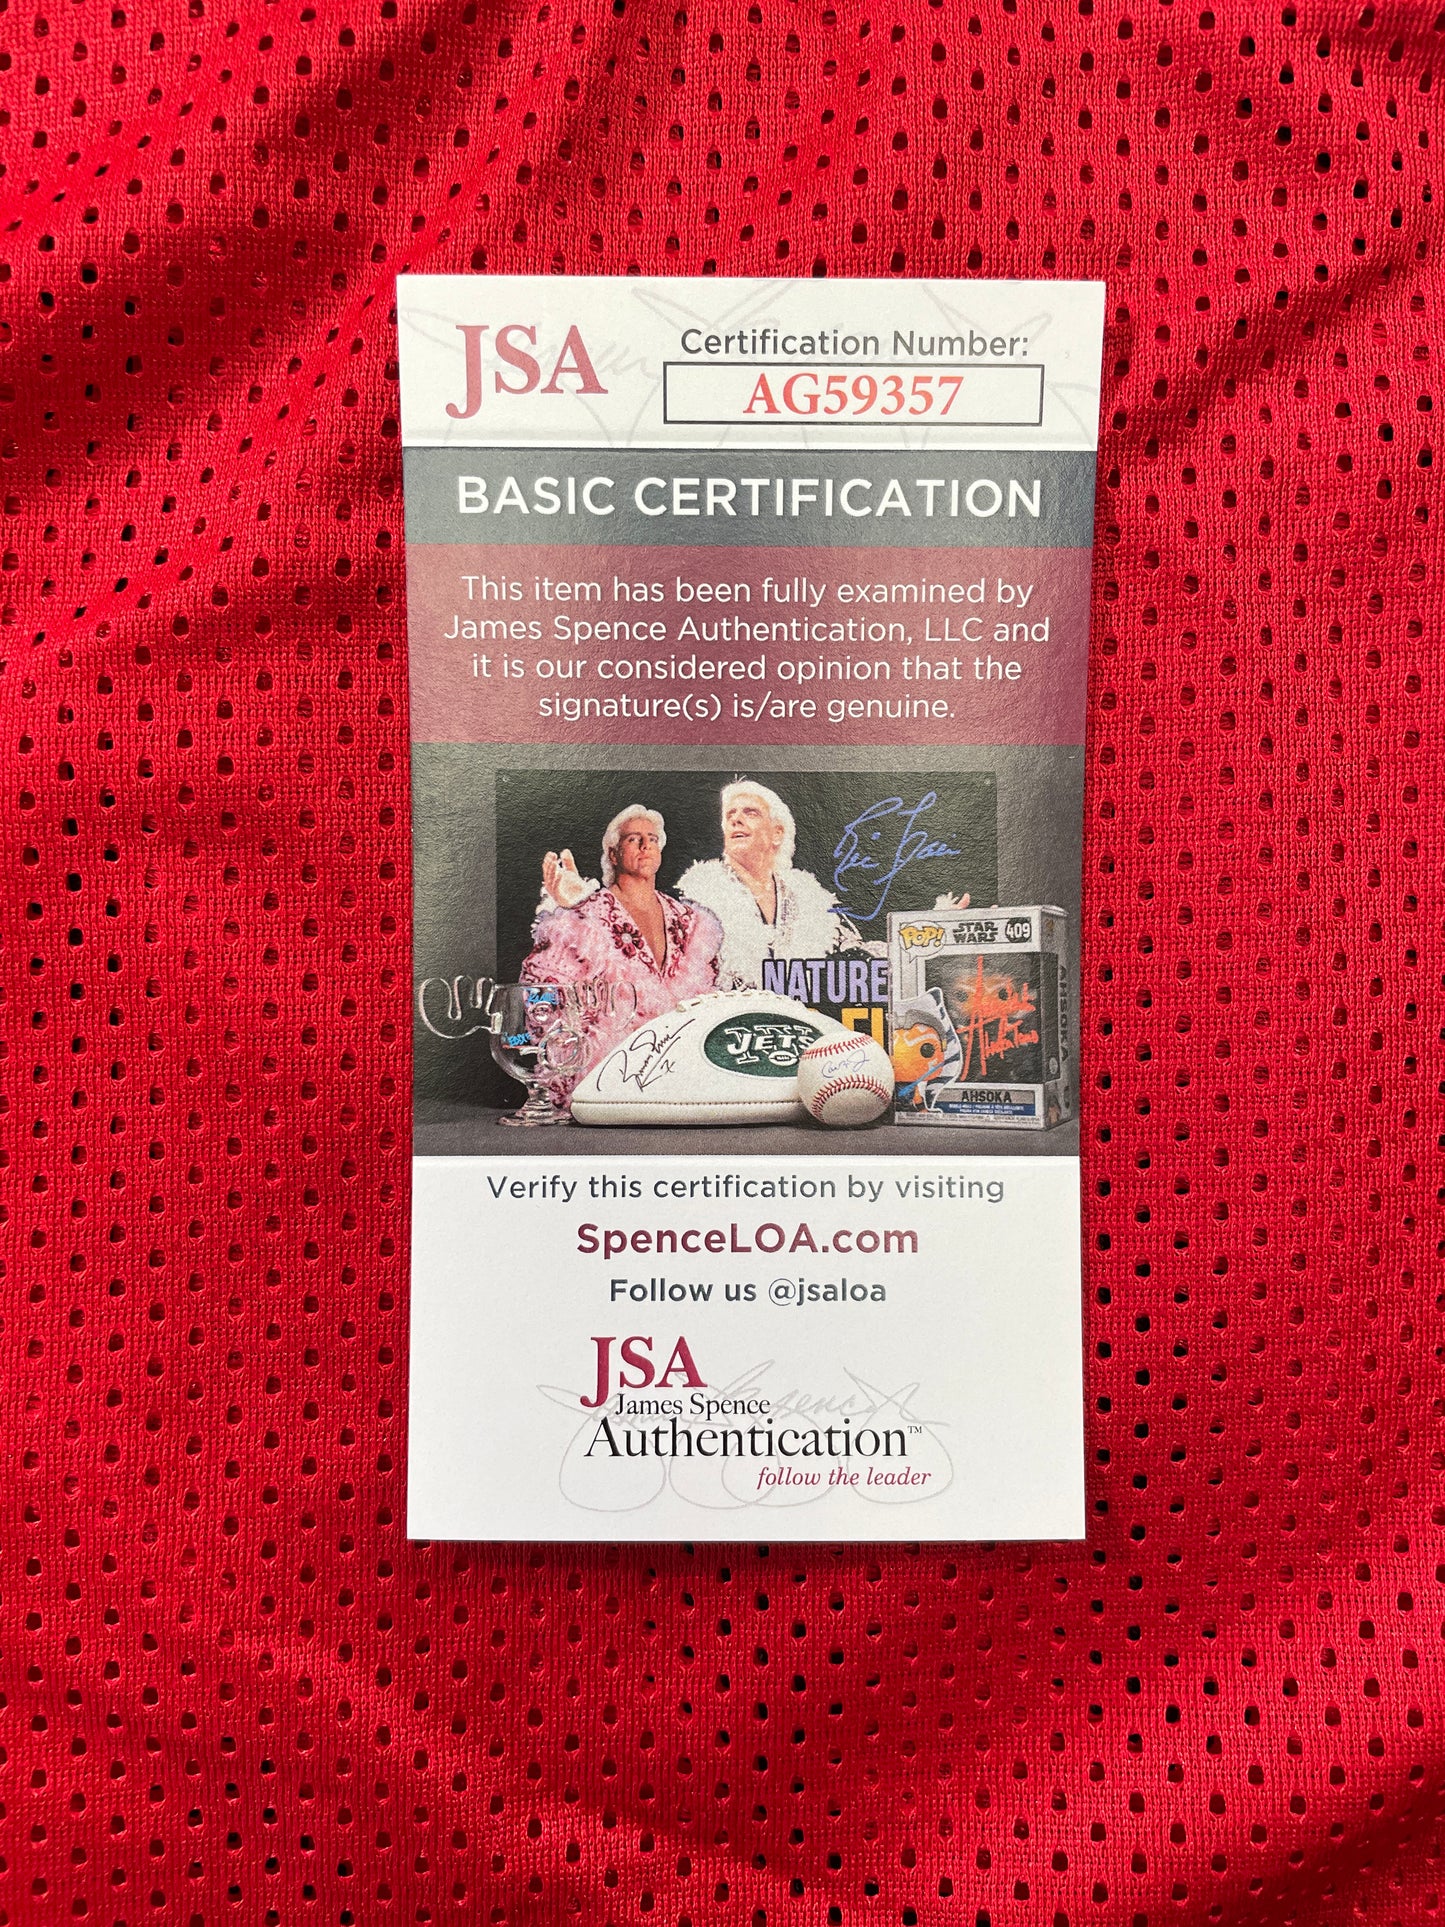 JSA
Certification Number:
AG59357
BASIC CERTIFICATION
This item has been fully examined by
James Spence Authentication, LLC and
it is our considered opinion that the
signature(s) is/are genuine.
NATURE
POP!
STAR
WARS
409
AHSOKA
JETS
AHSOKA
Verify this certification by visiting
SpenceLOA.com
Follow us @jsaloa
JSA
James Spence
Authentication™
follow the leader